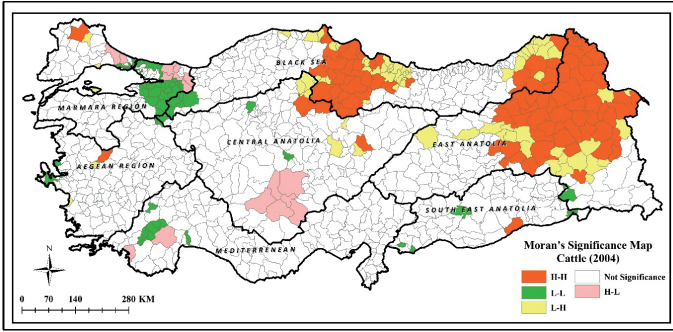 BLACK SEA
MARMARA REGION
CENTRAL ANATOLIA
EAST ANATOLIA
AEGEAN REGION
SOUTH EAST ANATOLIA
MEDITERRENEAN
N
0 70 140 280 KM
Moran's Significance Map
Cattle (2004)
H-H Not Significance
L-L H-L
L-H